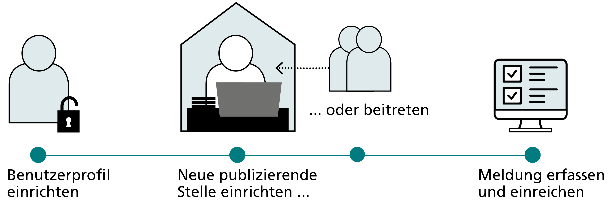 ... oder beitreten
Benutzerprofil
einrichten
Neue publizierende
Stelle einrichten ...
Meldung erfassen
und einreichen